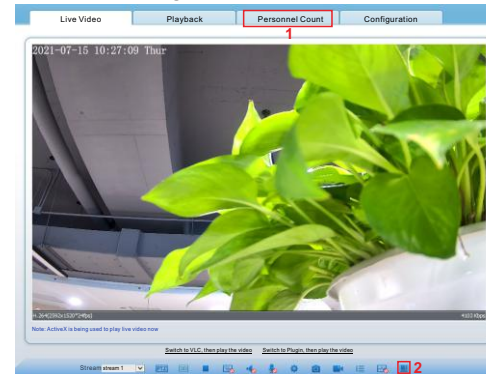 Live Video
Playback
Personnel Count
Configuration
1
2021-07-15 10:27:09 Thur
Note: ActiveX is being used to play live video now
Switch to VLC, then play the video
Switch to Plugin, then play the video
Stream stream 1
2